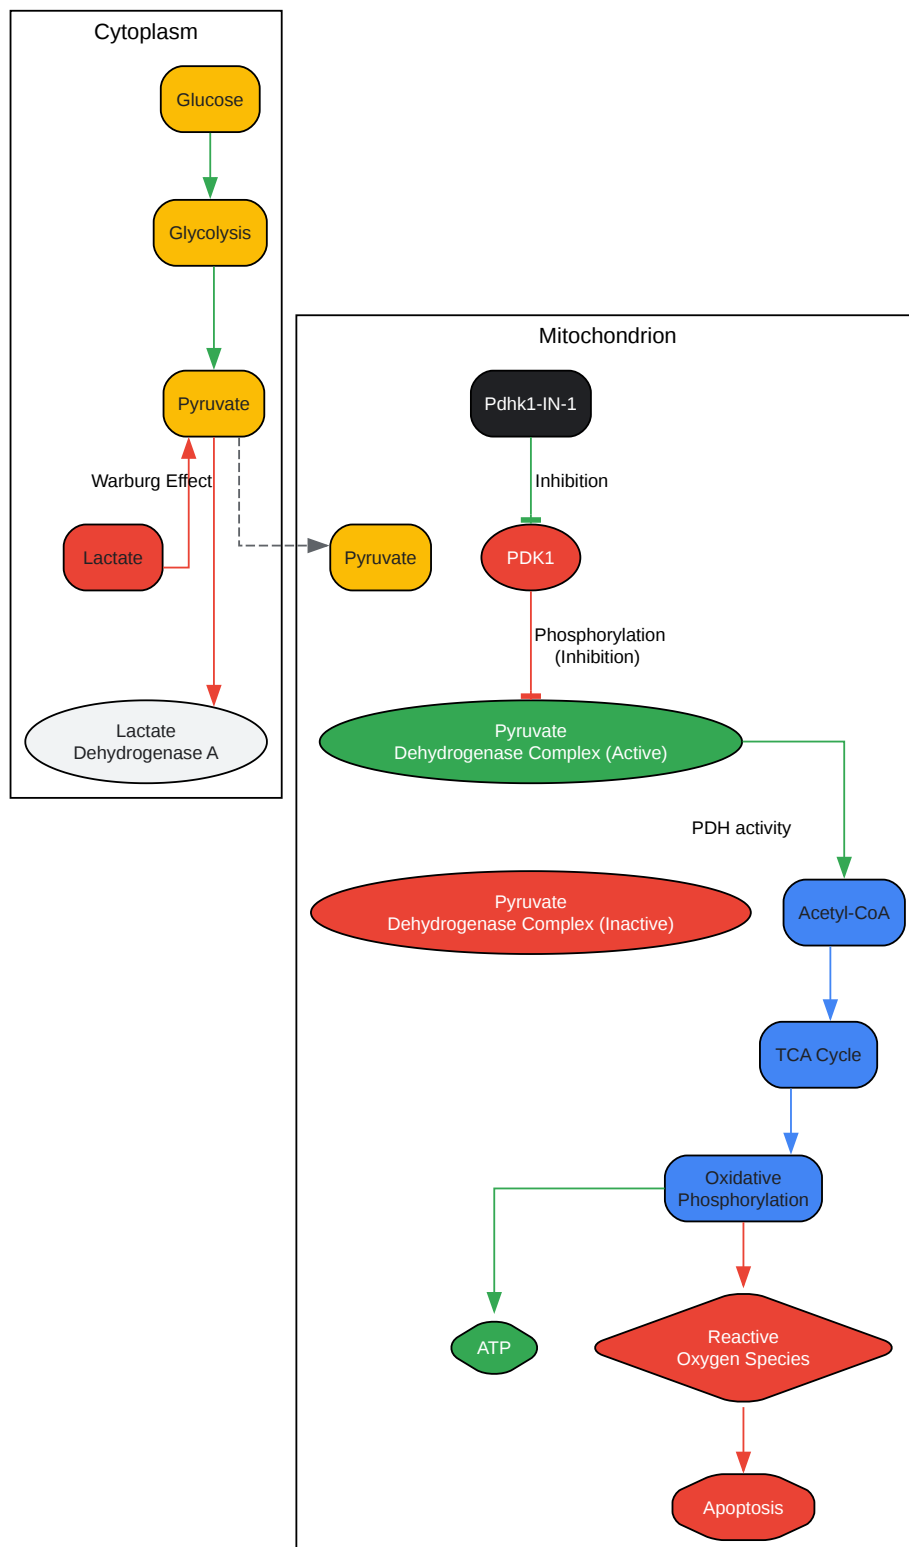 Cytoplasm
Glucose
Glycolysis
Pyruvate
Warburg Effect
Lactate
Lactate
Dehydrogenase A
Mitochondrion
Pdhk1-IN-1
Inhibition
Pyruvate
PDK1
Phosphorylation
(Inhibition)
Pyruvate
Dehydrogenase Complex (Active)
PDH activity
Pyruvate
Dehydrogenase Complex (Inactive)
Acetyl-CoA
TCA Cycle
Oxidative
Phosphorylation
ATP
Reactive
Oxygen Species
Apoptosis